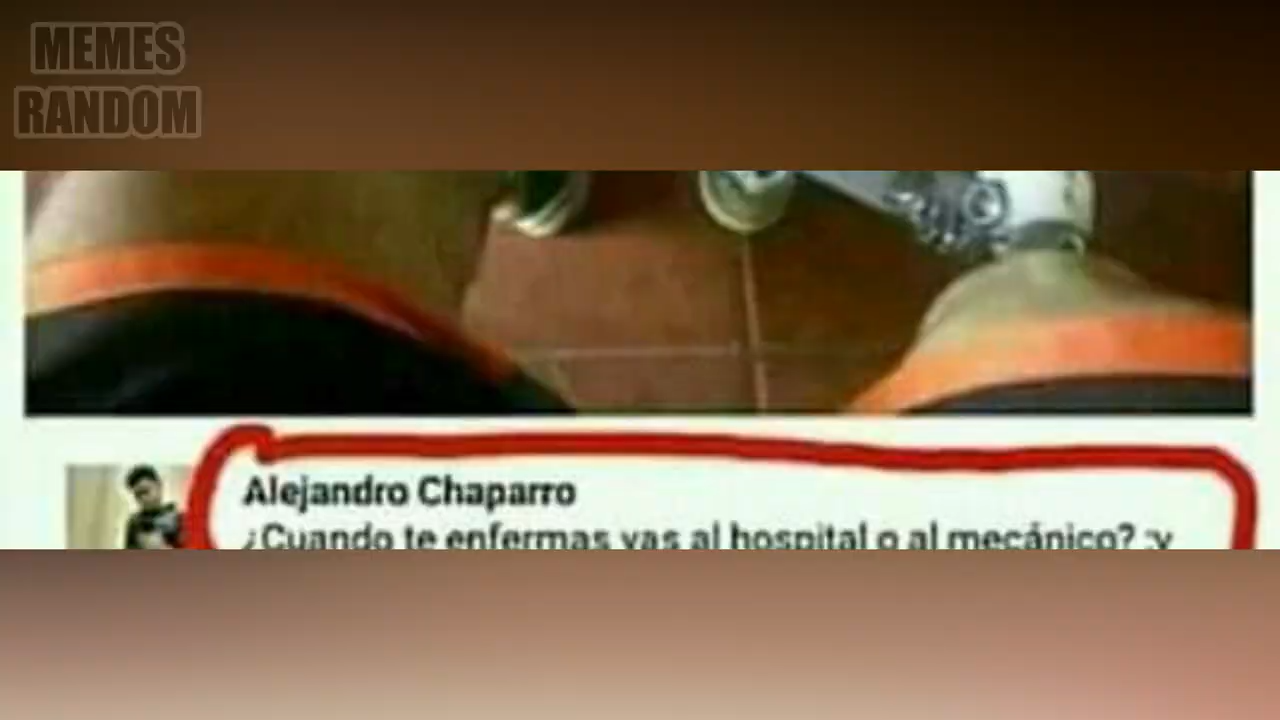 MEMES
RANDOM
Alejandro Chaparro
¿Cuando te enfermas vas al hospital o al mecánico? :v